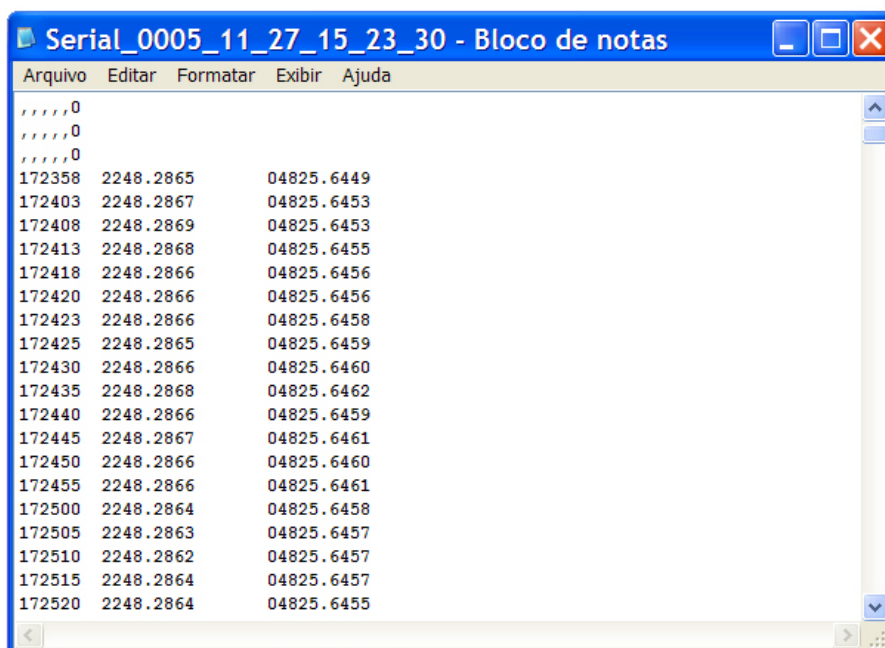 Serial_0005_11_27_15_23_30 - Bloco de notas
Arquivo Editar Formatar Exibir Ajuda
,,,,,0
,,,,,0
,,,,,0
172358 2248.2865 04825.6449
172403 2248.2867 04825.6453
172408 2248.2869 04825.6453
172413 2248.2868 04825.6455
172418 2248.2866 04825.6456
172420 2248.2866 04825.6456
172423 2248.2866 04825.6458
172425 2248.2865 04825.6459
172430 2248.2866 04825.6460
172435 2248.2868 04825.6462
172440 2248.2866 04825.6459
172445 2248.2867 04825.6461
172450 2248.2866 04825.6460
172455 2248.2866 04825.6461
172500 2248.2864 04825.6458
172505 2248.2863 04825.6457
172510 2248.2862 04825.6457
172515 2248.2864 04825.6457
172520 2248.2864 04825.6455